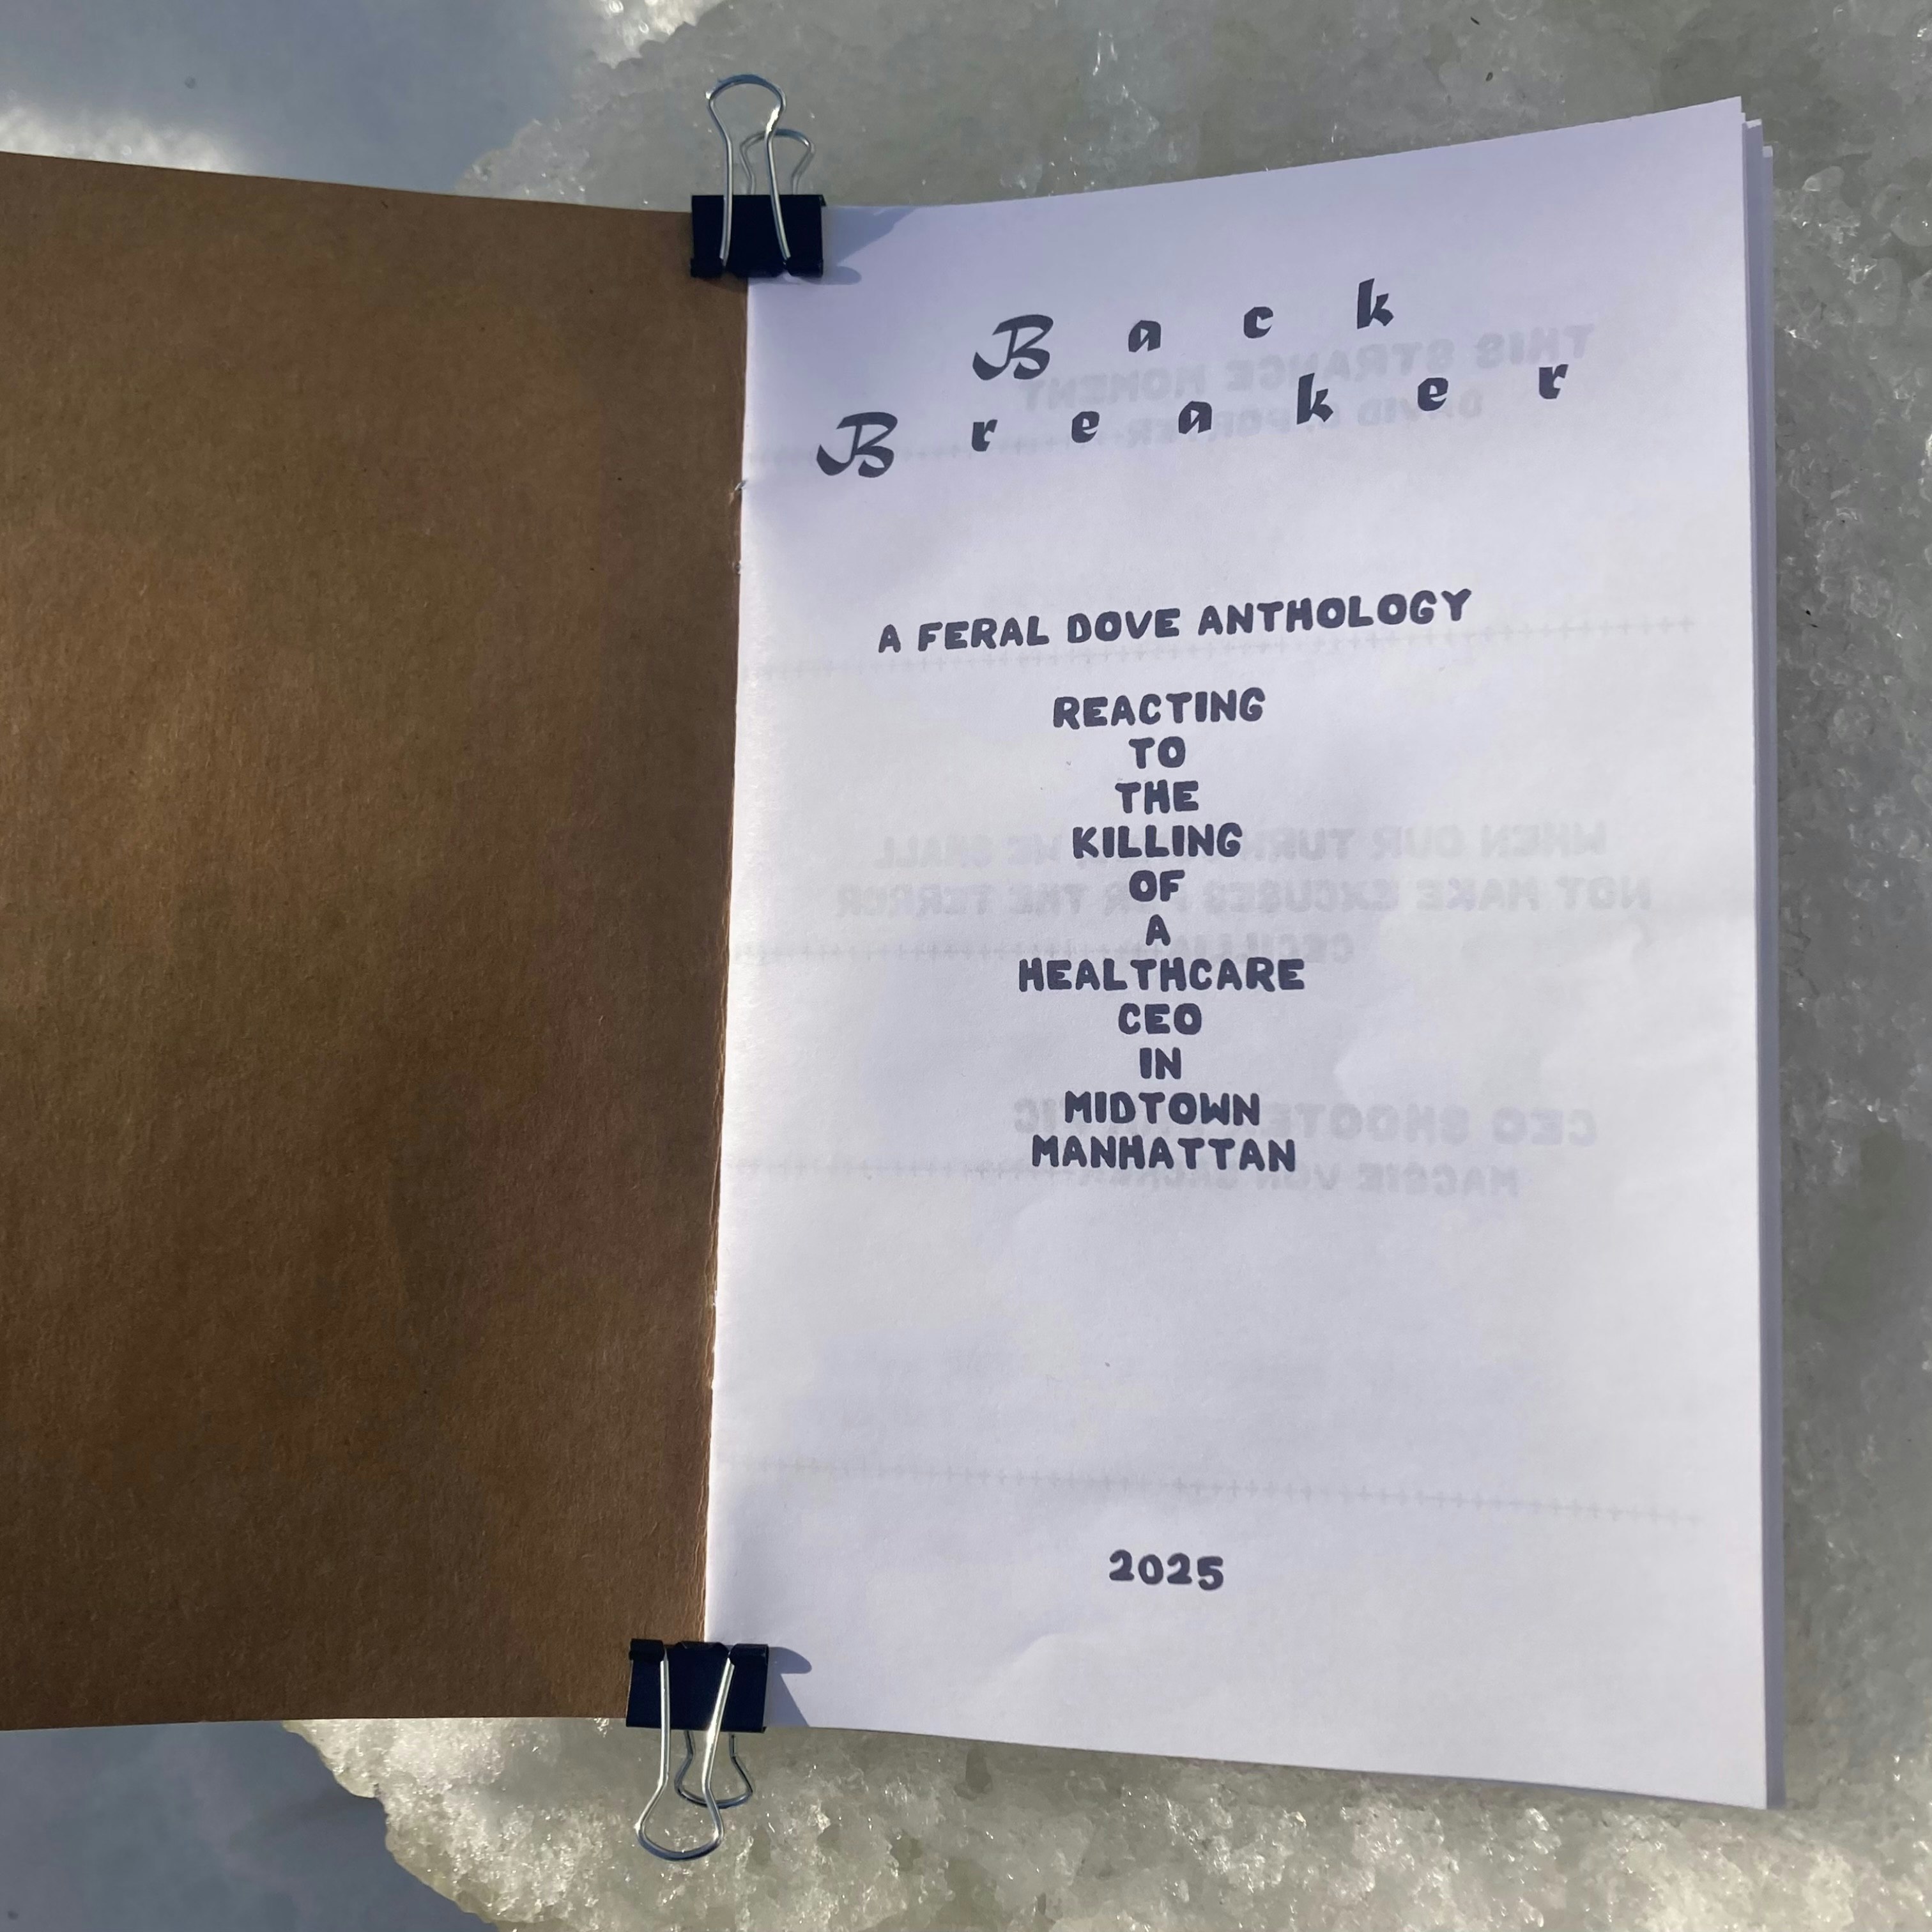 Back
Breaker
A FERAL DOVE ANTHOLOGY
REACTING
TO
THE
KILLING
OF
A
HEALTHCARE
CEO
IN
MIDTOWN
MANHATTAN
2025